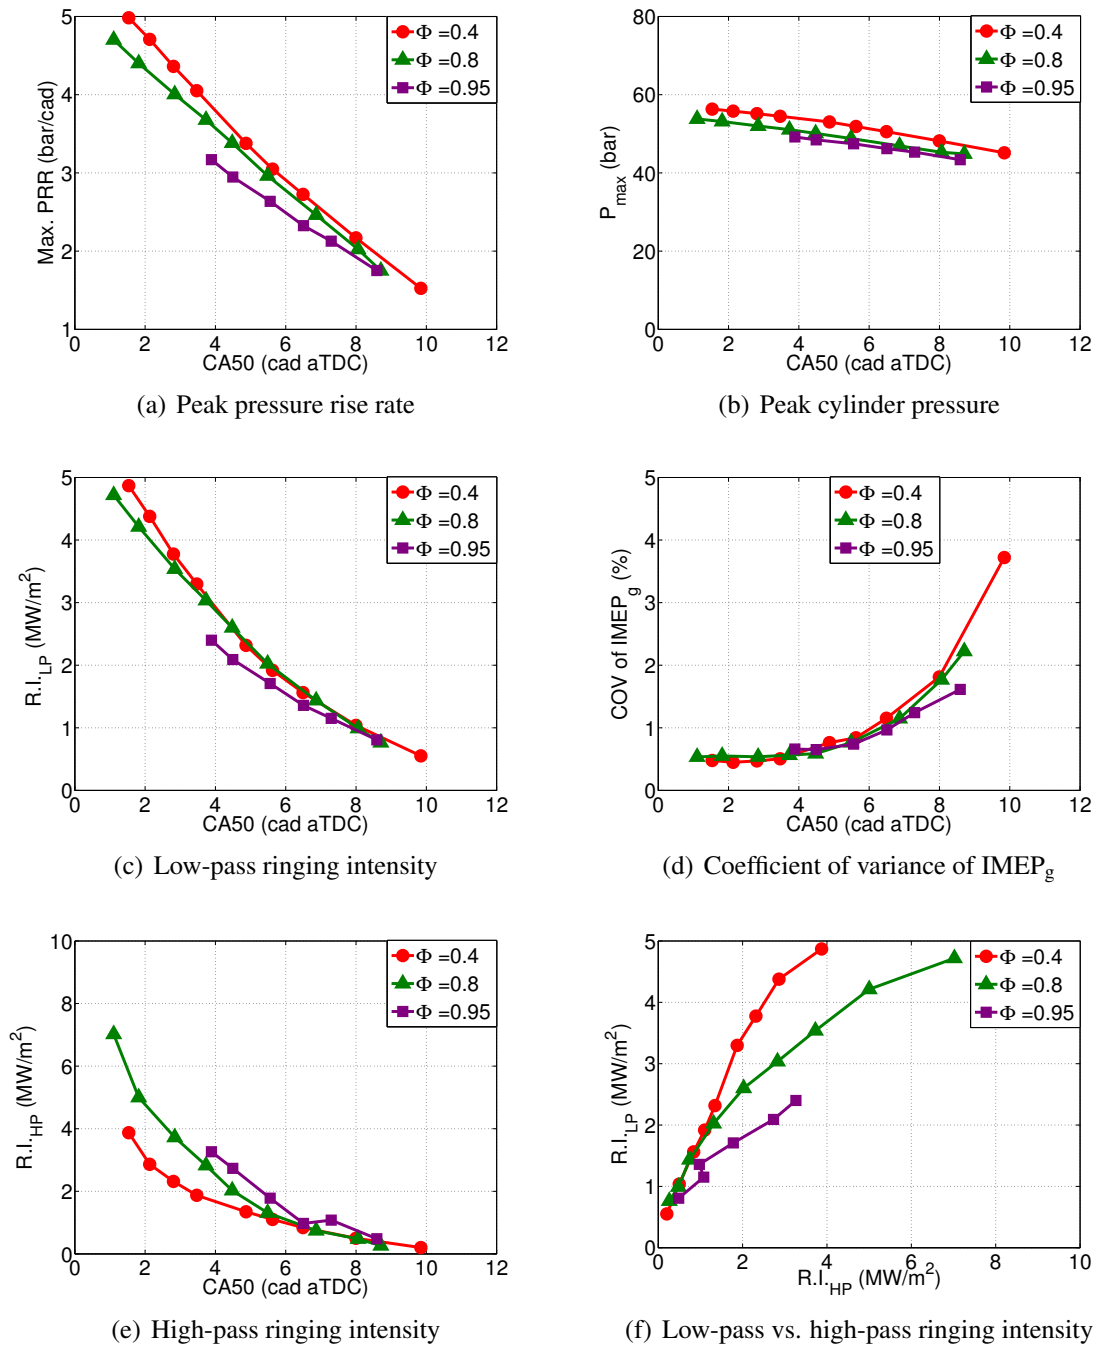 Max. PRR (bar/cad)
5
4
3
2
1
0 2 4 6 8 10 12
CA50 (cad aTDC)
Φ =0.4
Φ =0.8
Φ =0.95
(a) Peak pressure rise rate
P_max (bar)
80
60
40
20
0
0 2 4 6 8 10 12
CA50 (cad aTDC)
Φ =0.4
Φ =0.8
Φ =0.95
(b) Peak cylinder pressure
R.I._LP (MW/m²)
5
4
3
2
1
0
0 2 4 6 8 10 12
CA50 (cad aTDC)
Φ =0.4
Φ =0.8
Φ =0.95
(c) Low-pass ringing intensity
COV of IMEP_g (%)
5
4
3
2
1
0
0 2 4 6 8 10 12
CA50 (cad aTDC)
Φ =0.4
Φ =0.8
Φ =0.95
(d) Coefficient of variance of IMEP_g
R.I._HP (MW/m²)
10
8
6
4
2
0
0 2 4 6 8 10 12
CA50 (cad aTDC)
Φ =0.4
Φ =0.8
Φ =0.95
(e) High-pass ringing intensity
R.I._LP (MW/m²)
5
4
3
2
1
0
0 2 4 6 8 10
R.I._HP (MW/m²)
Φ =0.4
Φ =0.8
Φ =0.95
(f) Low-pass vs. high-pass ringing intensity